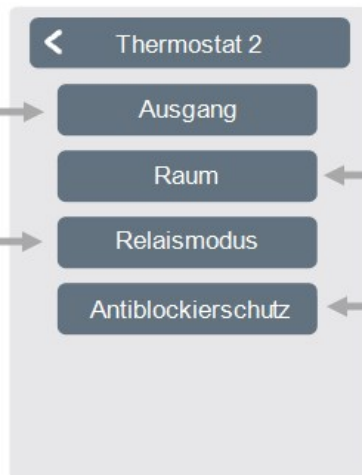 Thermostat 2
Ausgang
Raum
Relaismodus
Antiblockierschutz